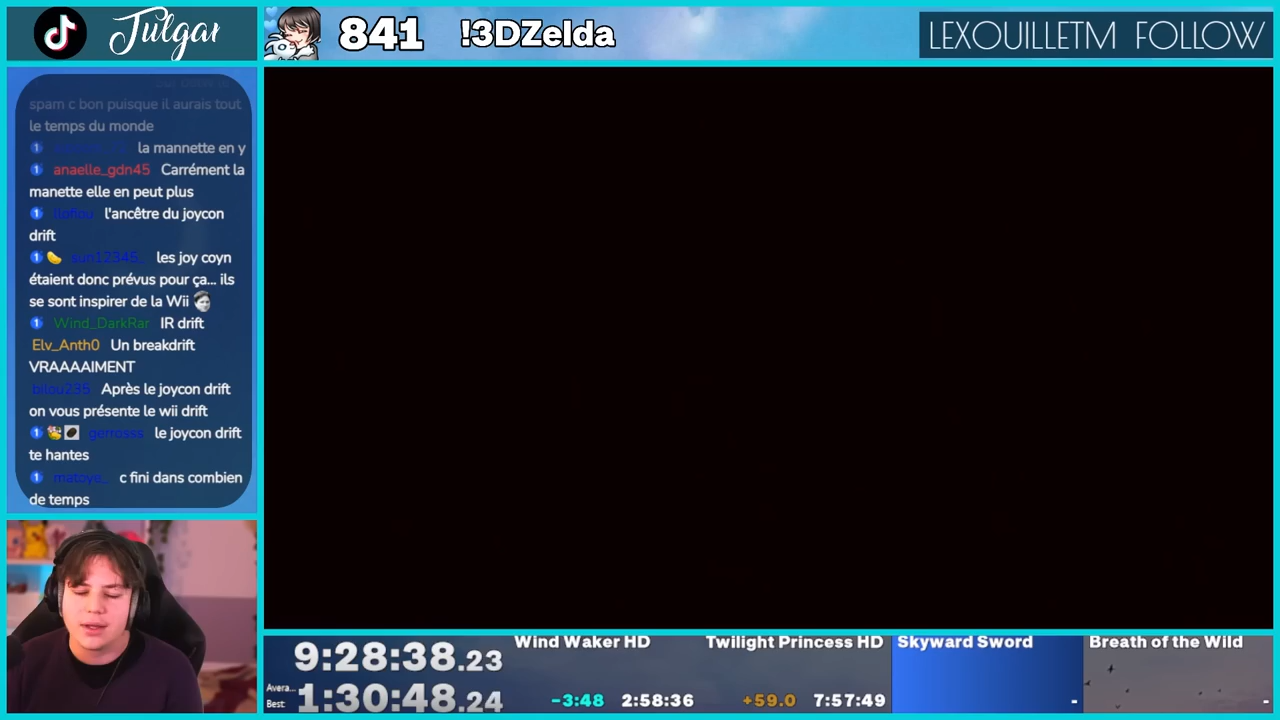 Julgar
841
!3DZelda
LEXOUILLETM FOLLOW
spam c bon puisque il aurais tout
le temps du monde
la mannette en y
anaelle_gdn45 Carrément la
manette elle en peut plus
l'ancêtre du joycon
drift
sun12345_ les joy coyn
étaient donc prévus pour ça... ils
se sont inspirer de la Wii
Wind_DarkRar IR drift
Elv_Anth0 Un breakdrift
VRAAAAIMENT
bilou235 Après le joycon drift
on vous présente le wii drift
gerrosss le joycon drift
te hantes
matoye_ c fini dans combien
de temps
9:28:38.23
Avera...
Best:
1:30:48.24
Wind Waker HD
-3:48 2:58:36
Twilight Princess HD
+59.0 7:57:49
Skyward Sword
-
Breath of the Wild
-